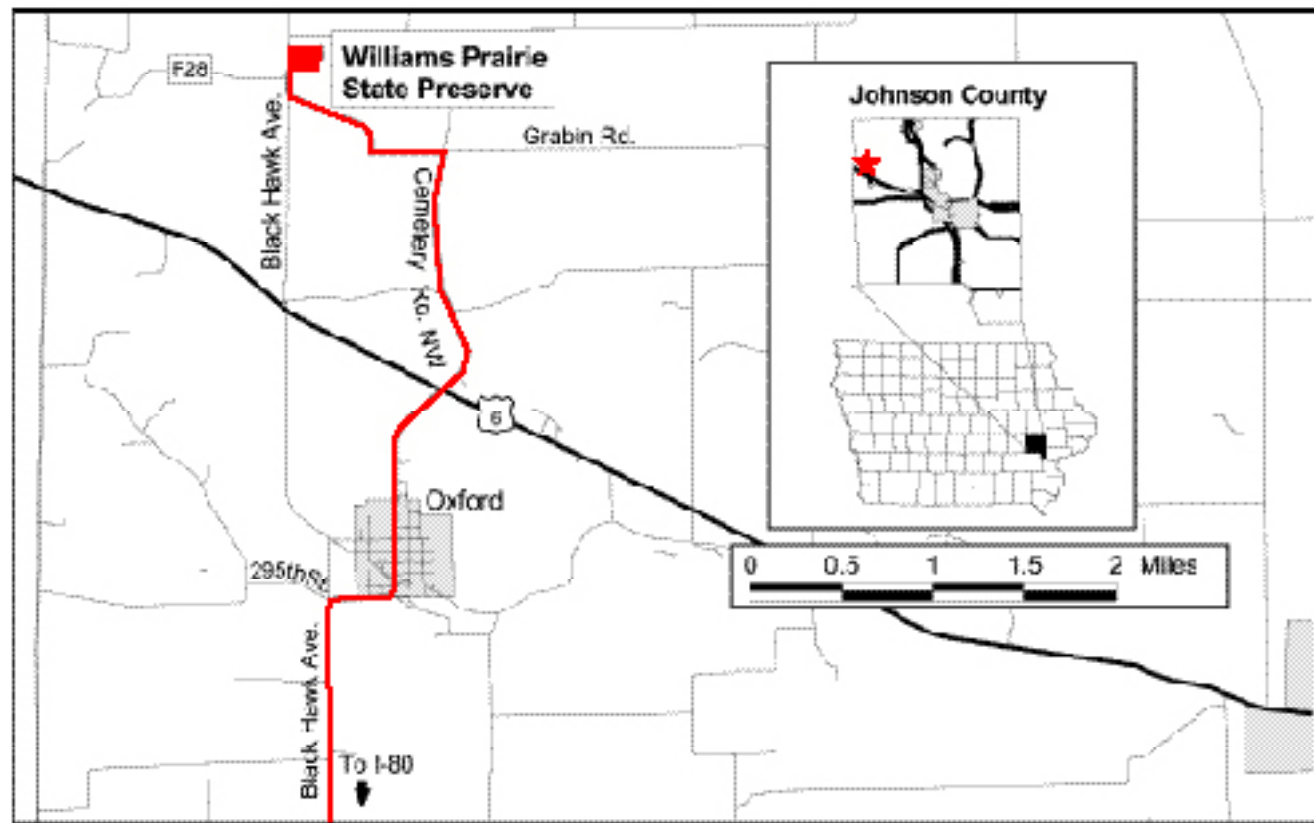 Williams Prairie
State Preserve
F28
Johnson County
Grabin Rd.
Black Hawk Ave.
Cemetery Rd. NW
6
Oxford
0 0.5 1 1.5 2 Miles
295th St.
Black Hawk Ave.
To I-80